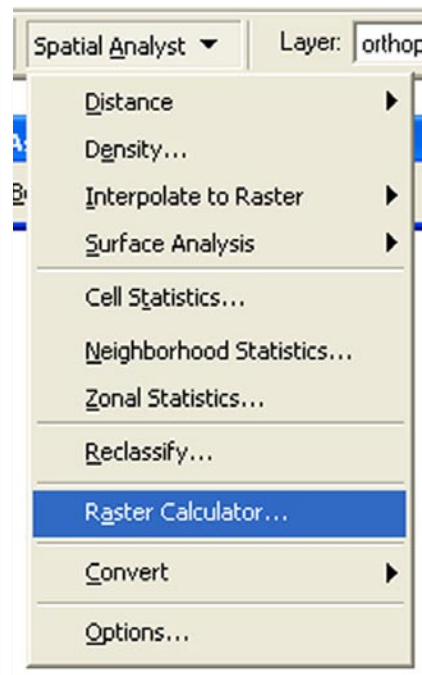 Spatial Analyst Layer: orthop
Distance
Density...
Interpolate to Raster
Surface Analysis
Cell Statistics...
Neighborhood Statistics...
Zonal Statistics...
Reclassify...
Raster Calculator...
Convert
Options...